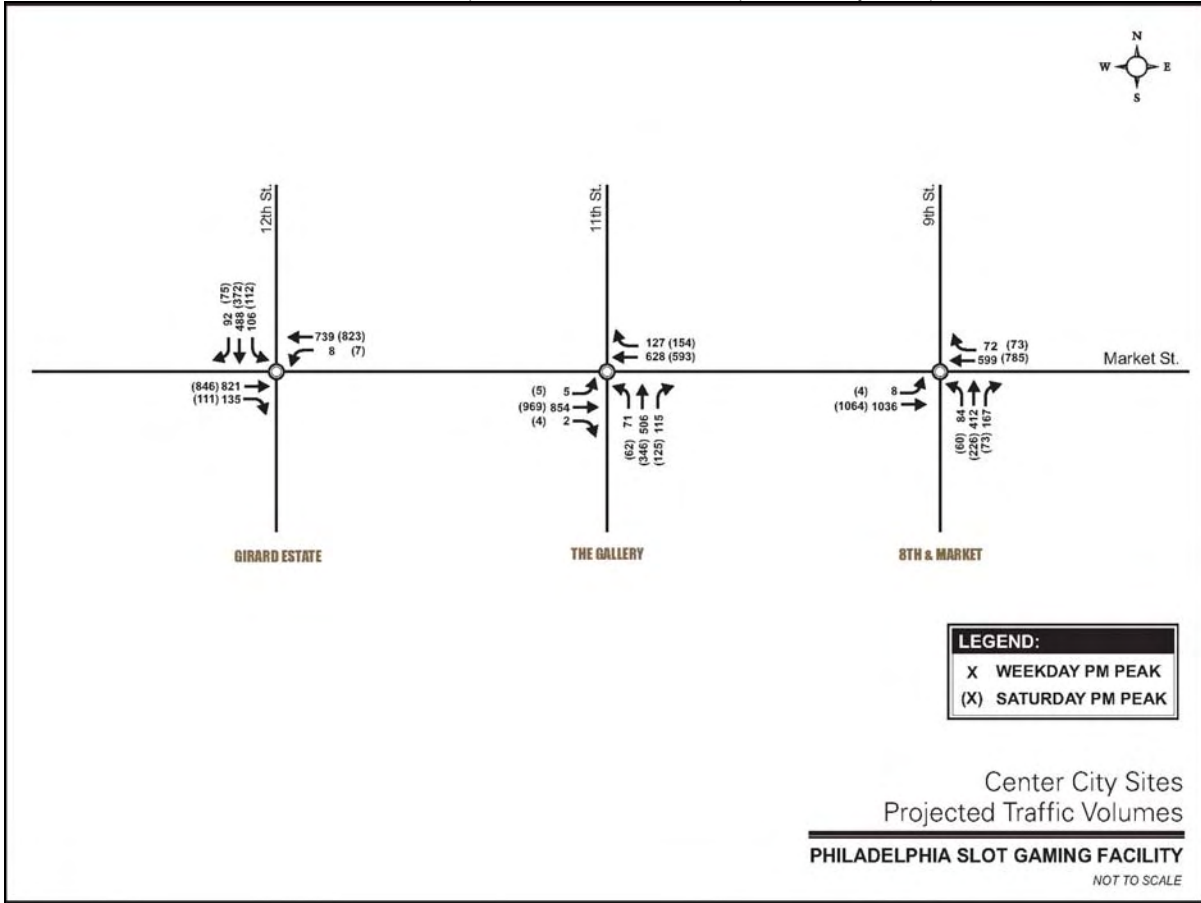 N
W E
S
12th St.
11th St.
9th St.
92 (75)
488 (372)
106 (112)
739 (823)
8 (7)
(846) 821
(111) 135
127 (154)
628 (593)
(5) 5
(969) 854
(4) 2
(62) 71
(346) 506
(125) 115
72 (73)
599 (785)
Market St.
(4) 8
(1064) 1036
(60) 84
(226) 412
(73) 167
GIRARD ESTATE
THE GALLERY
8TH & MARKET
LEGEND:
X WEEKDAY PM PEAK
(X) SATURDAY PM PEAK
Center City Sites
Projected Traffic Volumes
PHILADELPHIA SLOT GAMING FACILITY
NOT TO SCALE